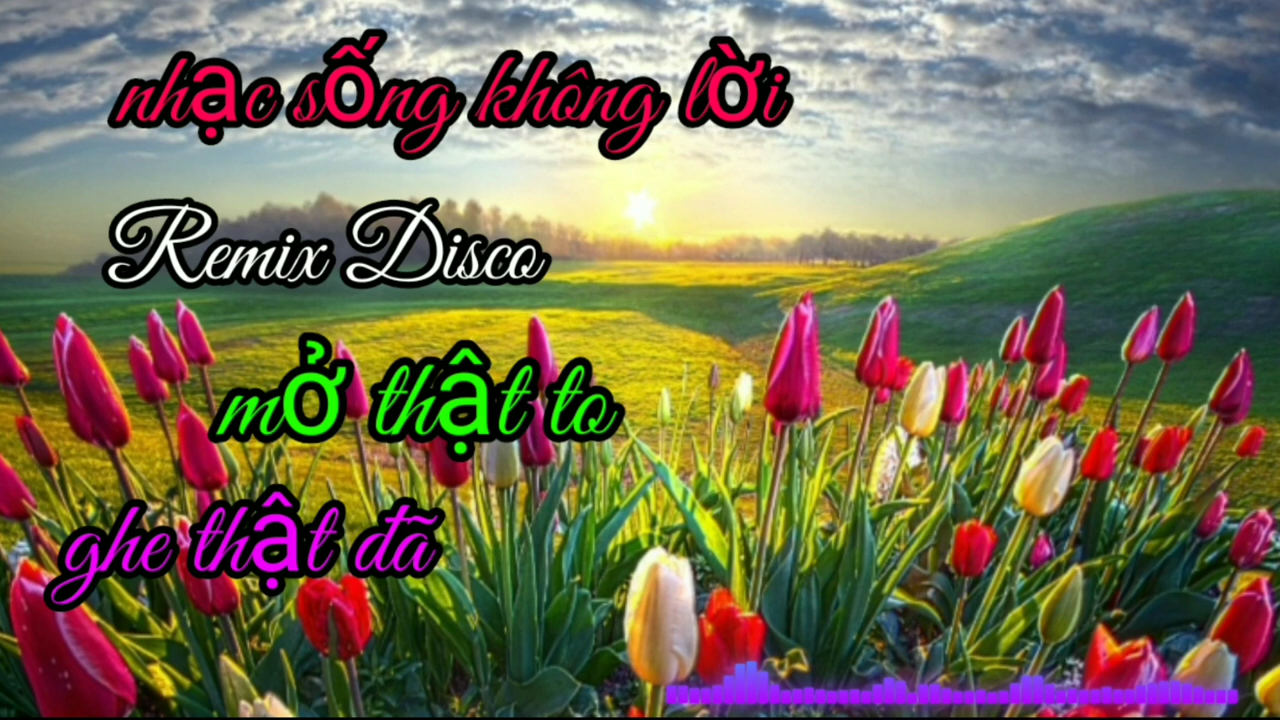 nhạc sống không lời
Remix Disco
mở thật to
ghe thật đã